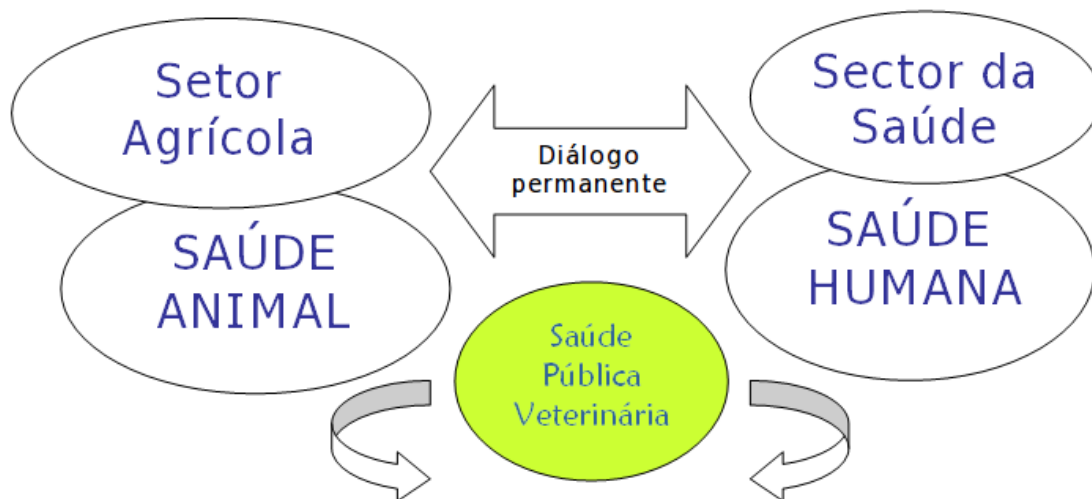 Setor
Agrícola
SAÚDE
ANIMAL
Diálogo
permanente
Sector da
Saúde
SAÚDE
HUMANA
Saúde
Pública
Veterinária